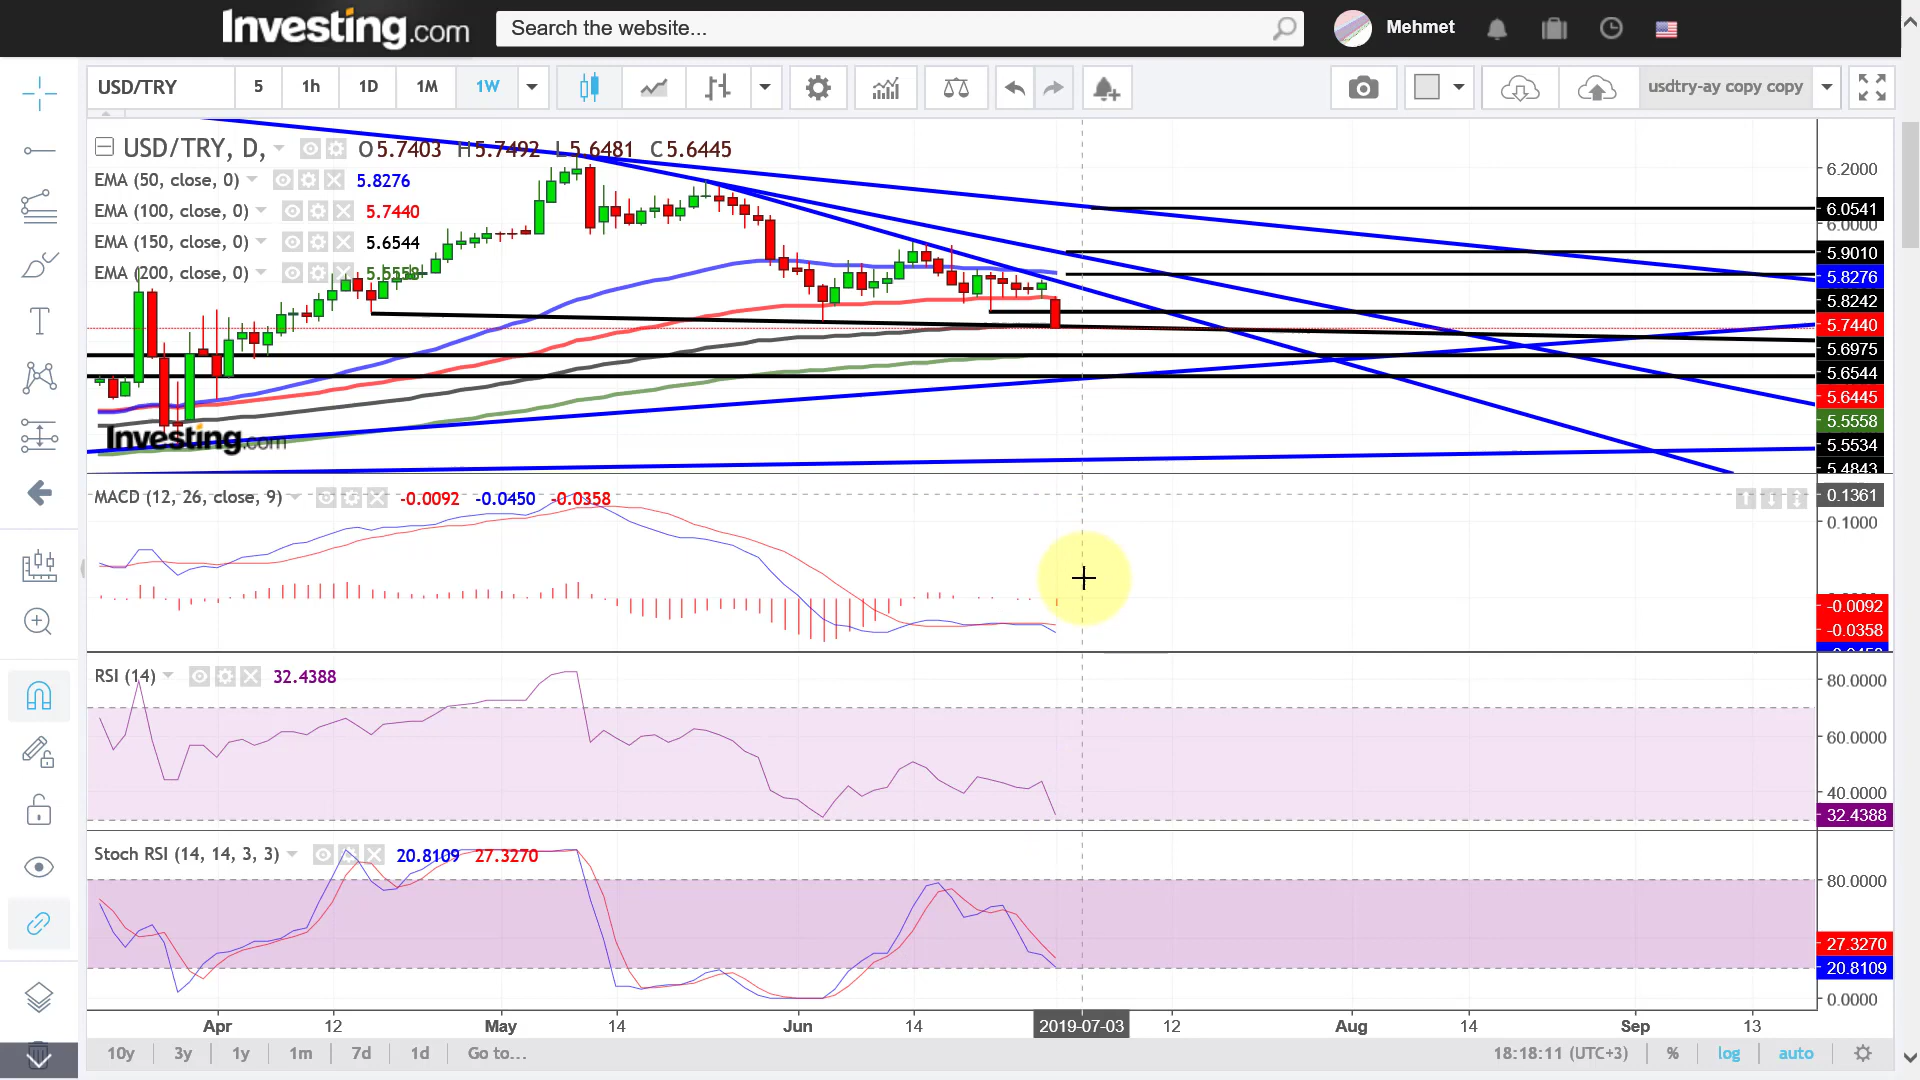 Investing.com
Search the website...
Mehmet
USD/TRY 5 1h 1D 1M 1W
usdtry-ay copy copy
USD/TRY, D, O5.7403 H5.7492 L5.6481 C5.6445
EMA (50, close, 0) 5.8276
EMA (100, close, 0) 5.7440
EMA (150, close, 0) 5.6544
EMA (200, close, 0) 5.5558
6.2000
6.0541
6.0000
5.9010
5.8276
5.8242
5.7440
5.6975
5.6544
5.6445
5.5558
5.5534
5.4843
Investing.com
MACD (12, 26, close, 9) -0.0092 -0.0450 -0.0358
0.1361
0.1000
-0.0092
-0.0358
RSI (14) 32.4388
80.0000
60.0000
40.0000
32.4388
Stoch RSI (14, 14, 3, 3) 20.8109 27.3270
80.0000
27.3270
20.8109
0.0000
Apr 12 May 14 Jun 14 2019-07-03 12 Aug 14 Sep 13
10y 3y 1y 1m 7d 1d Go to... 18:18:11 (UTC+3) % log auto